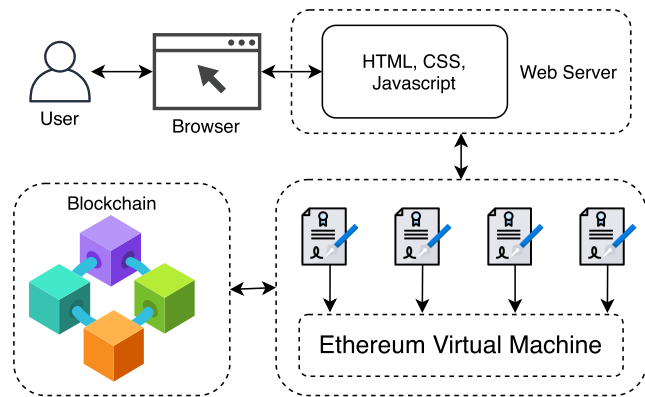 HTML, CSS,
Javascript
Web Server
User
Browser
Blockchain
Ethereum Virtual Machine